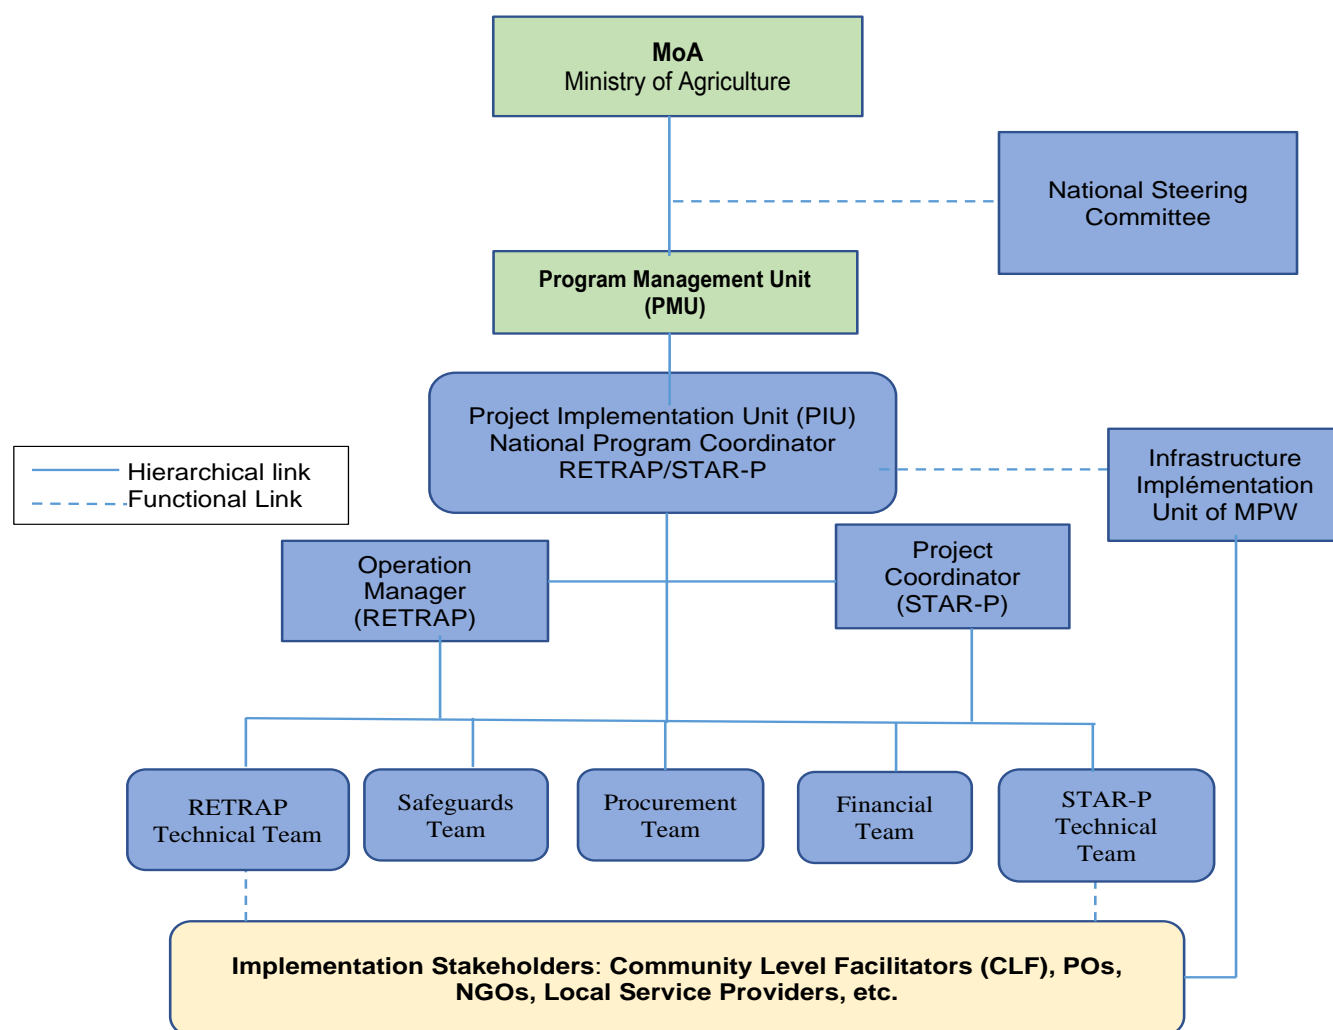 MoA
Ministry of Agriculture
National Steering
Committee
Program Management Unit
(PMU)
Project Implementation Unit (PIU)
National Program Coordinator
RETRAP/STAR-P
Hierarchical link
Functional Link
Infrastructure
Implémentation
Unit of MPW
Operation
Manager
(RETRAP)
Project
Coordinator
(STAR-P)
RETRAP
Technical Team
Safeguards
Team
Procurement
Team
Financial
Team
STAR-P
Technical
Team
Implementation Stakeholders: Community Level Facilitators (CLF), POs,
NGOs, Local Service Providers, etc.